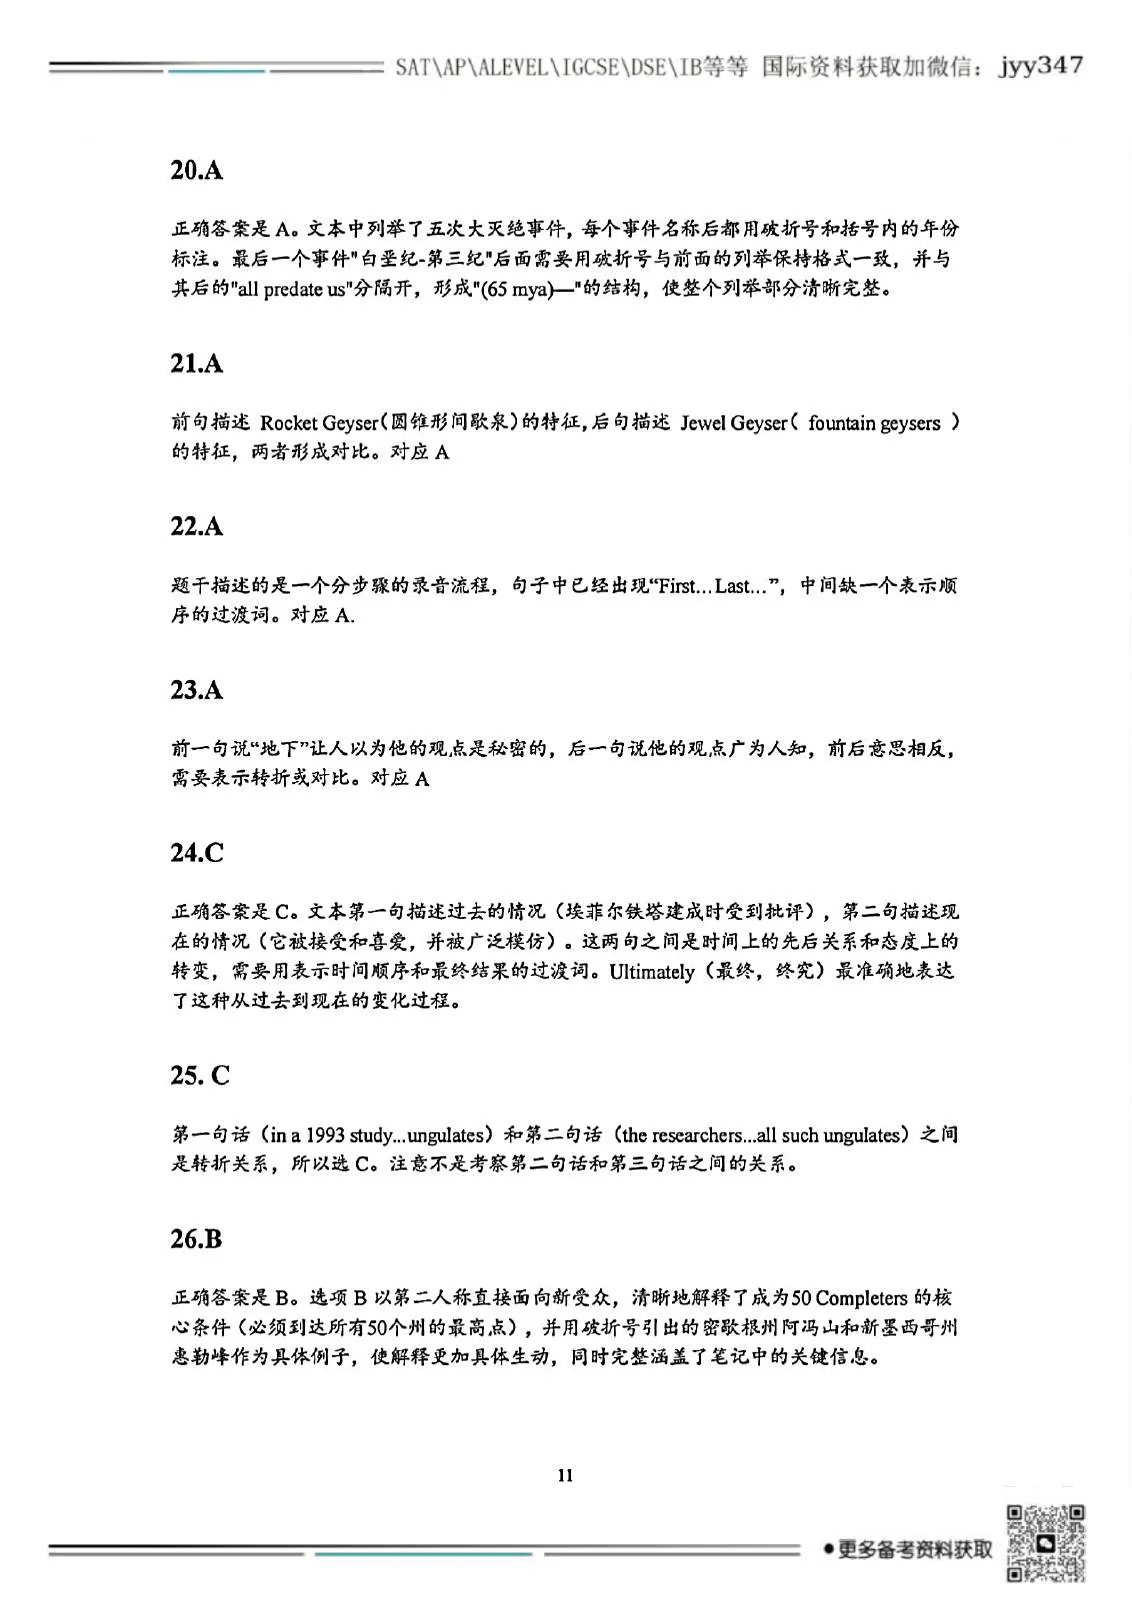 SAT\AP\ALEVEL\IGCSE\DSE\IB等等 国际资料获取加微信：jyy347
20.A
正确答案是 A。文本中列举了五次大灭绝事件，每个事件名称后都用破折号和括号内的年份
标注。最后一个事件"白垩纪-第三纪"后面需要用破折号与前面的列举保持格式一致，并与
其后的"all predate us"分隔开，形成"(65 mya)—"的结构，使整个列举部分清晰完整。
21.A
前句描述 Rocket Geyser（圆锥形间歇泉）的特征，后句描述 Jewel Geyser（ fountain geysers ）
的特征，两者形成对比。对应 A
22.A
题干描述的是一个分步骤的录音流程，句子中已经出现“First…Last…”，中间缺一个表示顺
序的过渡词。对应 A.
23.A
前一句说“地下”让人以为他的观点是秘密的，后一句说他的观点广为人知，前后意思相反，
需要表示转折或对比。对应 A
24.C
正确答案是 C。文本第一句描述过去的情况（埃菲尔铁塔建成时受到批评），第二句描述现
在的情况（它被接受和喜爱，并被广泛模仿）。这两句之间是时间上的先后关系和态度上的
转变，需要用表示时间顺序和最终结果的过渡词。Ultimately（最终，终究）最准确地表达
了这种从过去到现在的变化过程。
25. C
第一句话（in a 1993 study...ungulates）和第二句话（the researchers...all such ungulates）之间
是转折关系，所以选 C。注意不是考察第二句话和第三句话之间的关系。
26.B
正确答案是 B。选项 B 以第二人称直接面向新受众，清晰地解释了成为50 Completers 的核
心条件（必须到达所有50个州的最高点），并用破折号引出的密歇根州阿冯山和新墨西哥州
惠勒峰作为具体例子，使解释更加具体生动，同时完整涵盖了笔记中的关键信息。
11
●更多备考资料获取